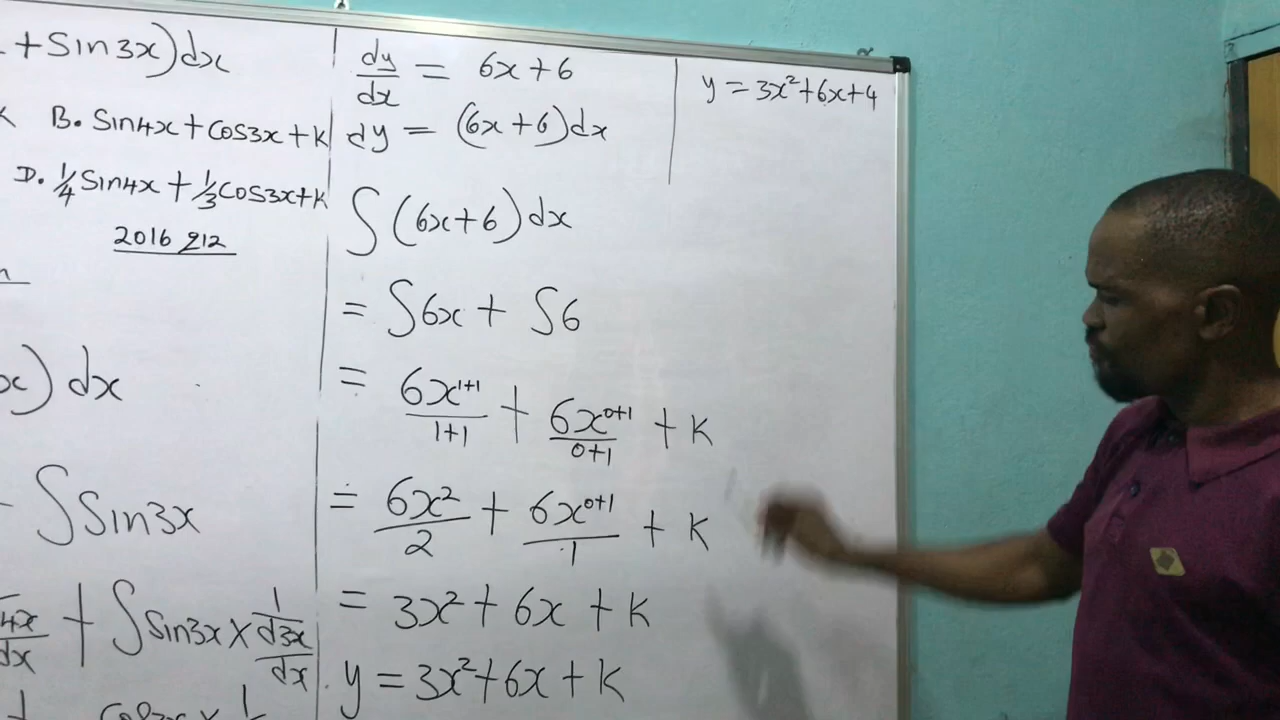 + Sin3x)dx
B. Sin4x + Cos3x + K
D. 1/4 Sin4x + 1/3 Cos3x + K
2016 Q12
x) dx
∫ Sin3x
4x/dx + ∫ Sin3x × 1/(d3x/dx)
dy/dx = 6x + 6
dy = (6x + 6)dx
∫ (6x + 6) dx
= ∫6x + ∫6
= 6x^(1+1)/(1+1) + 6x^(0+1)/(0+1) + K
= 6x²/2 + 6x^(0+1)/1 + K
= 3x² + 6x + K
y = 3x² + 6x + K
y = 3x² + 6x + 4